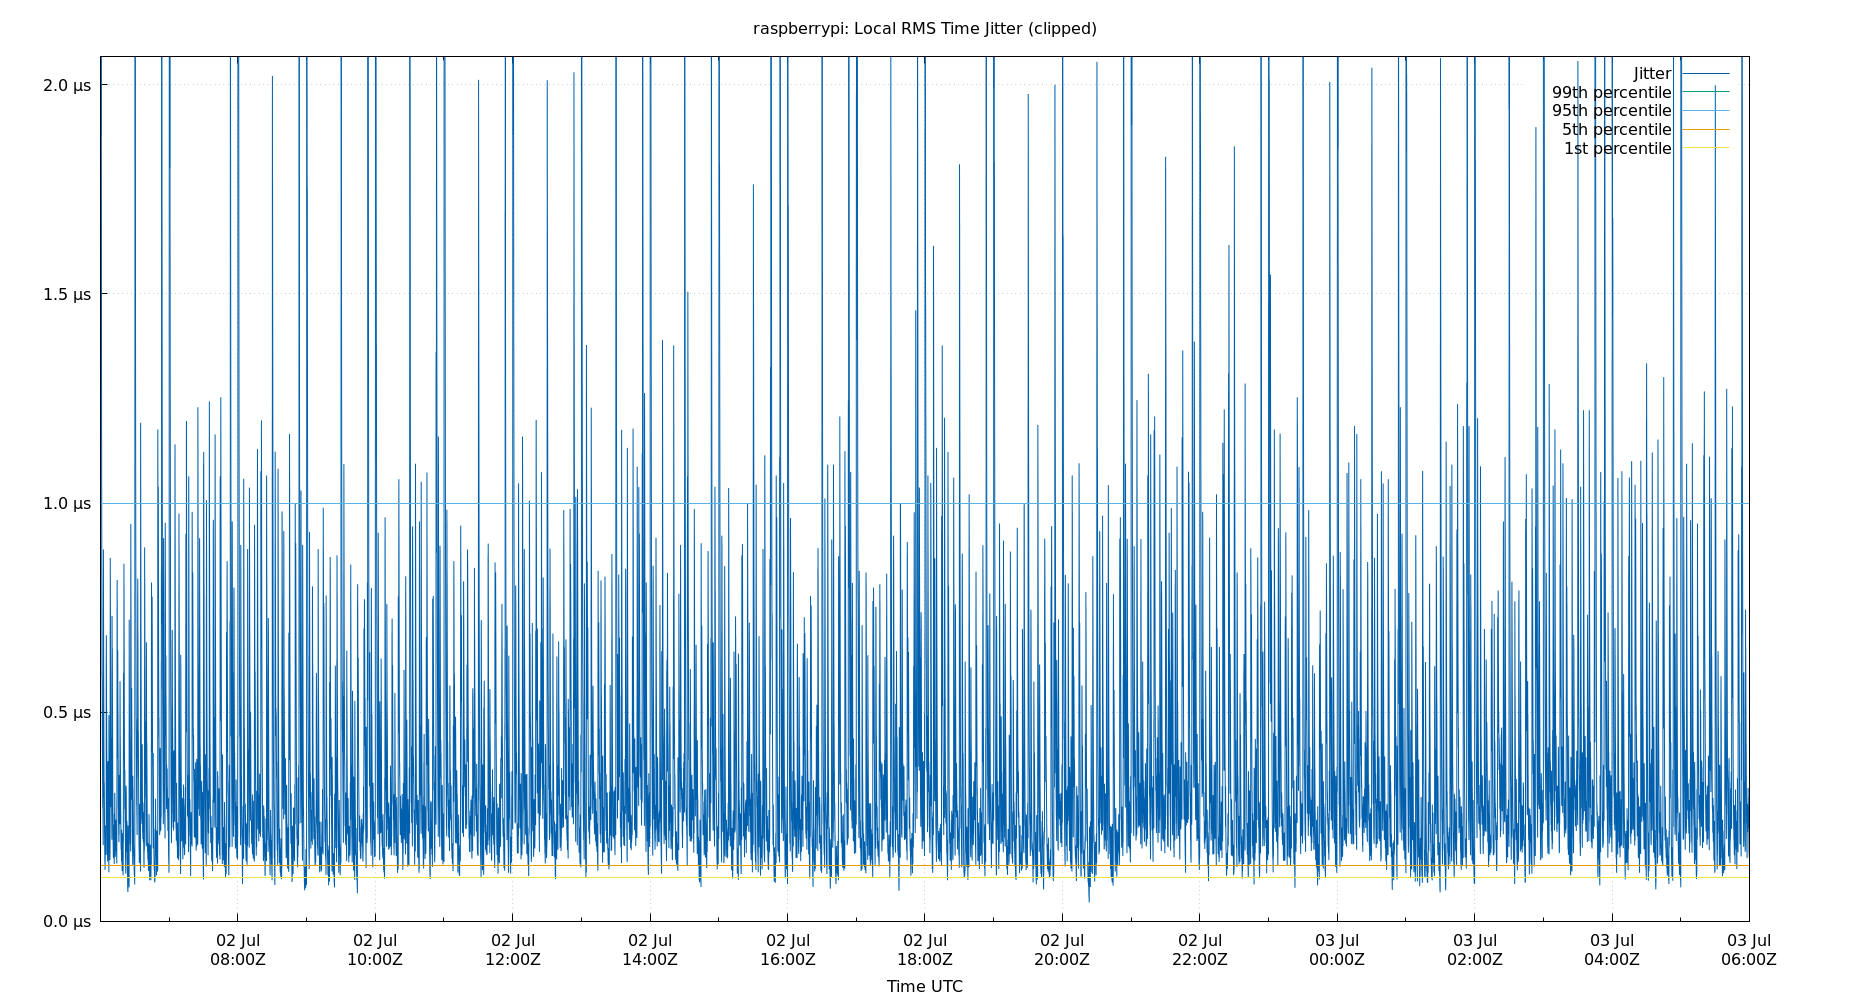 raspberrypi: Local RMS Time Jitter (clipped)
2.0 µs
1.5 µs
1.0 µs
0.5 µs
0.0 µs
Jitter
99th percentile
95th percentile
5th percentile
1st percentile
02 Jul 02 Jul 02 Jul 02 Jul 02 Jul 02 Jul 02 Jul 02 Jul 03 Jul 03 Jul 03 Jul 03 Jul
08:00Z 10:00Z 12:00Z 14:00Z 16:00Z 18:00Z 20:00Z 22:00Z 00:00Z 02:00Z 04:00Z 06:00Z
Time UTC